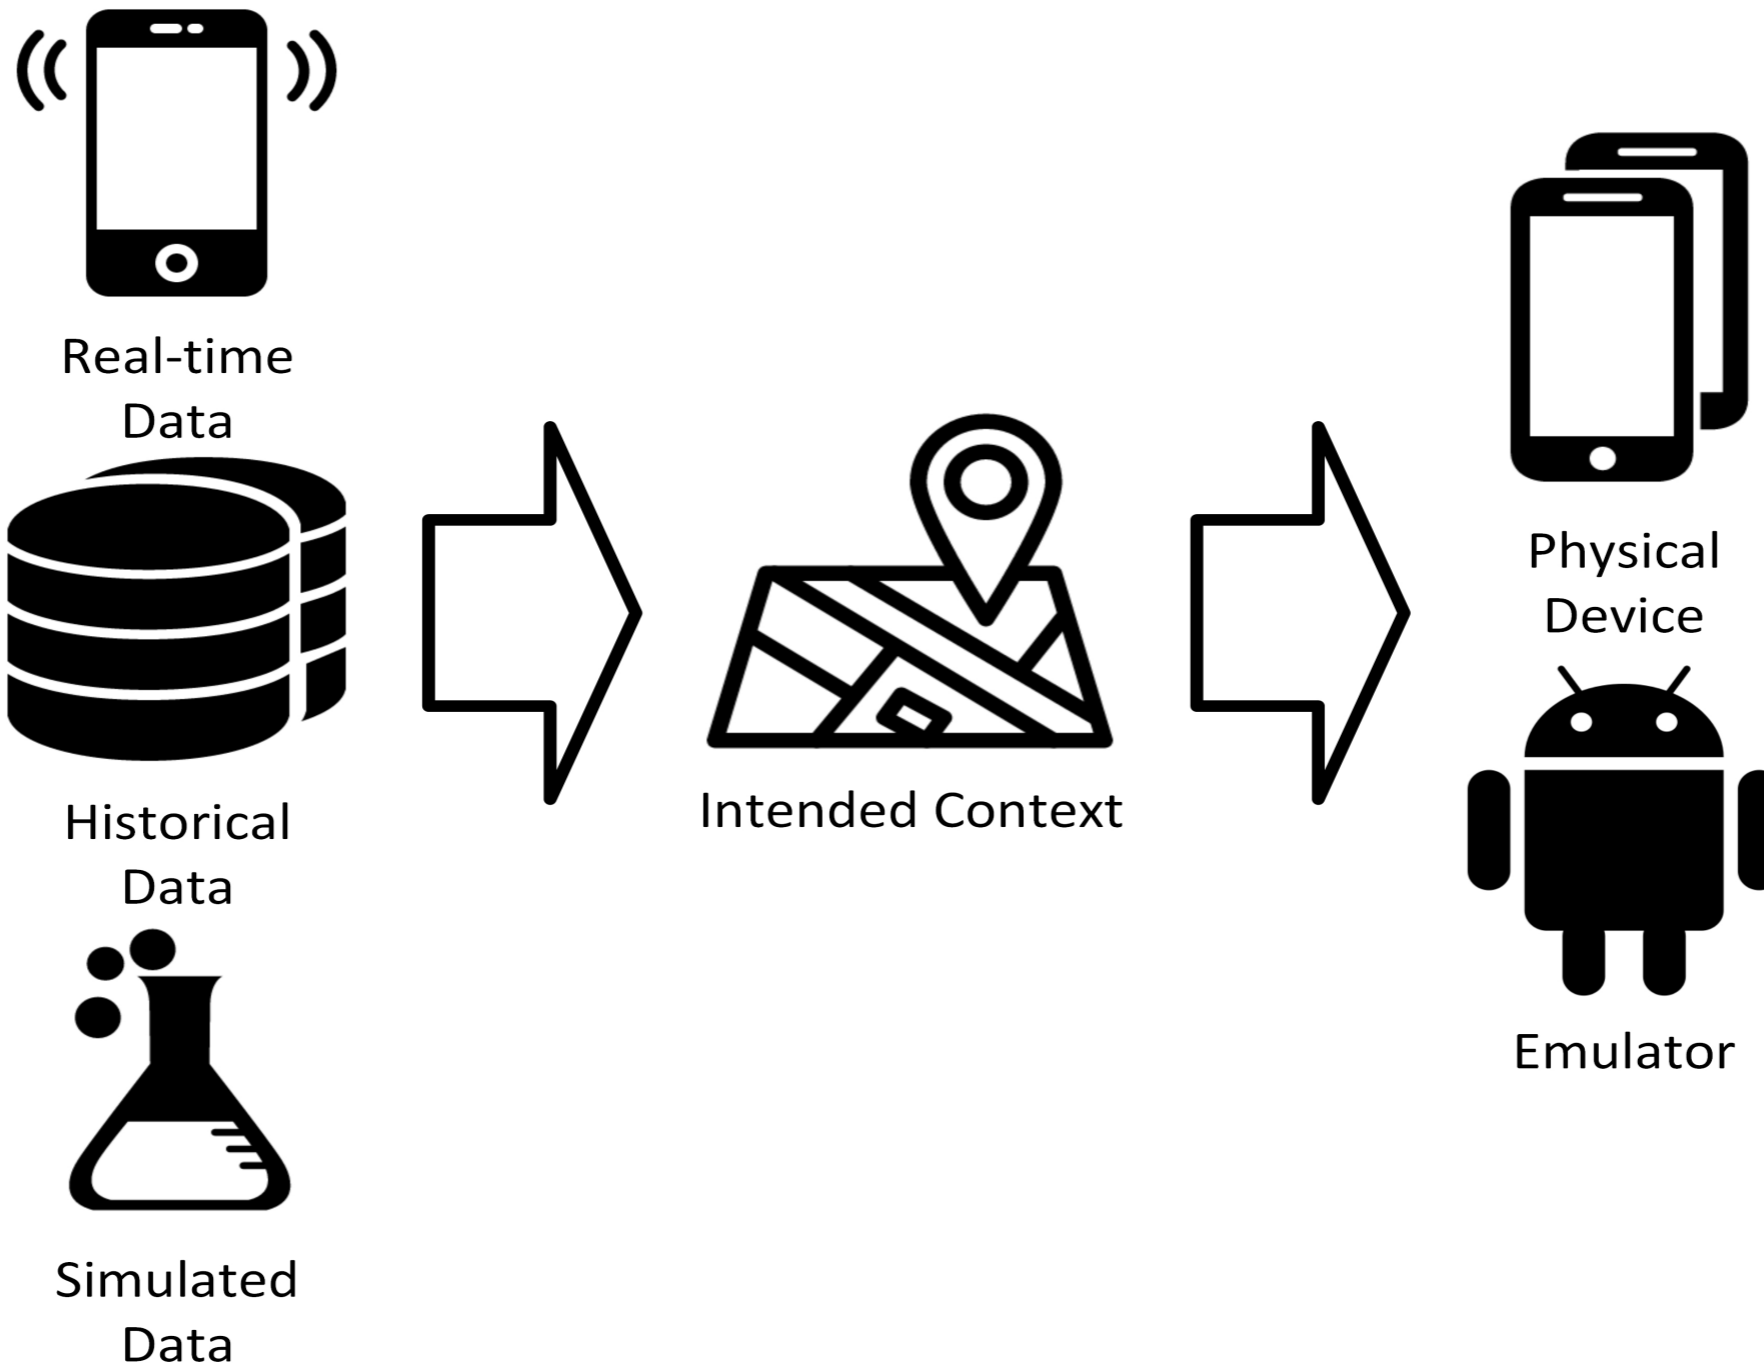 Real-time
Data
Historical
Data
Simulated
Data
Intended Context
Physical
Device
Emulator